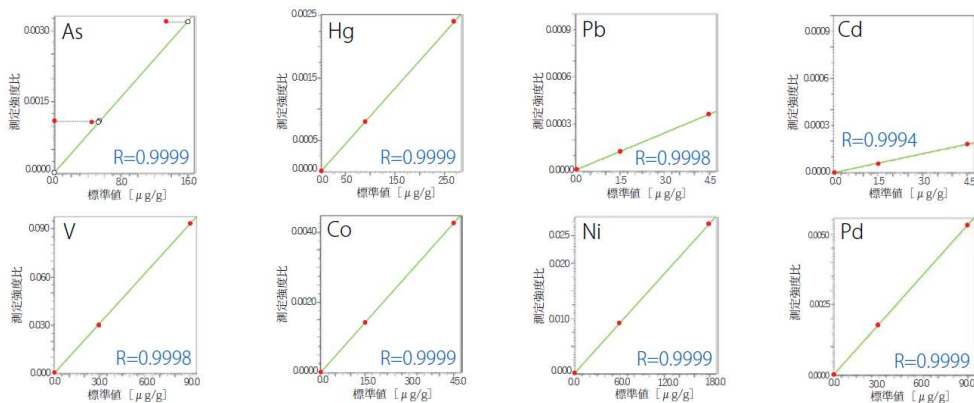 As
測定強度比
0.0030
0.0015
0.0000
R=0.9999
0.0 8.0 16.0
標準値 [ μg/g]
Hg
測定強度比
0.0025
0.0015
0.0005
0.0000
R=0.9999
0.0 5.0 15.0 25.0
標準値 [ μg/g]
Pb
測定強度比
0.0009
0.0006
0.0003
0.0000
R=0.9998
0.0 1.5 3.0 4.5
標準値 [ μg/g]
Cd
測定強度比
0.0009
0.0006
0.0003
0.0000
R=0.9994
0.0 1.5 3.0 4.5
標準値 [ μg/g]
V
測定強度比
0.090
0.060
0.030
0.000
R=0.9998
0.0 30.0 60.0 90.0
標準値 [ μg/g]
Co
測定強度比
0.0040
0.0020
0.0000
R=0.9999
0.0 15.0 30.0 45.0
標準値 [ μg/g]
Ni
測定強度比
0.025
0.010
0.000
R=0.9999
0.0 60.0 120.0 180.0
標準値 [ μg/g]
Pd
測定強度比
0.0050
0.0025
0.0000
R=0.9999
0.0 30.0 60.0 90.0
標準値 [ μg/g]